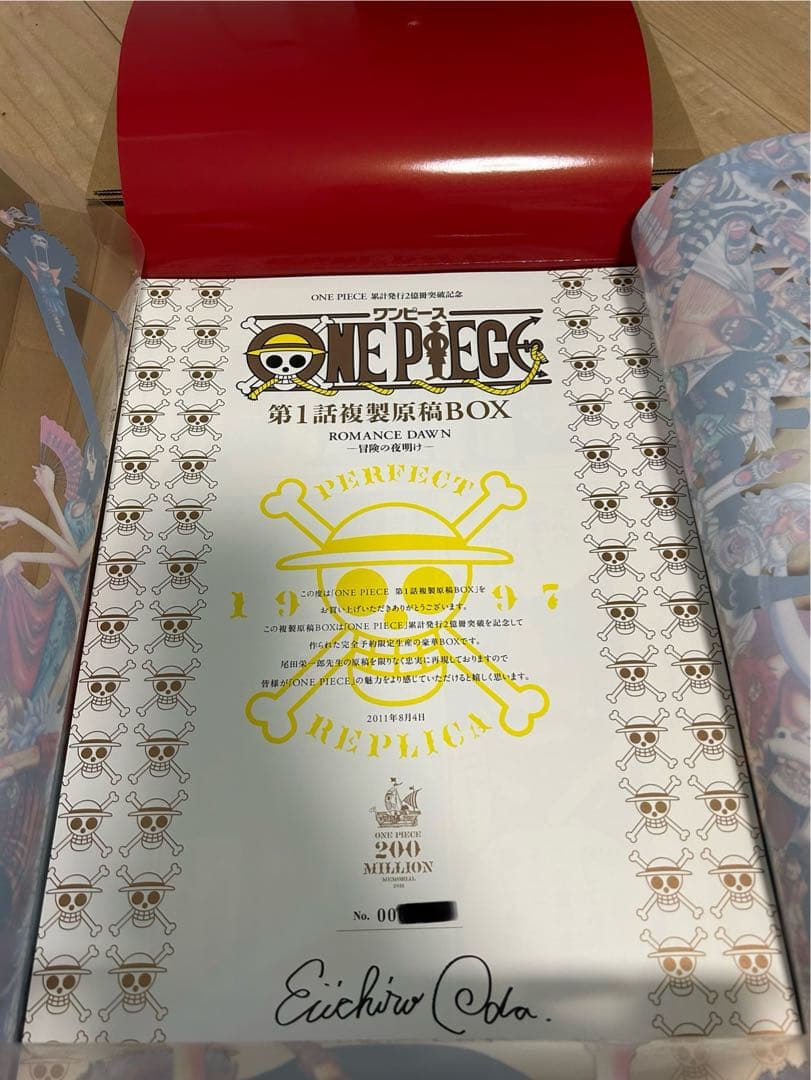 ONE PIECE 累計発行2億冊突破記念
ワンピース
ONE PIECE
第1話複製原稿BOX
ROMANCE DAWN
―冒険の夜明け―
PERFECT
1997
この度は「ONE PIECE 第1話複製原稿BOX」を
お買い上げいただきありがとうございます。
この複製原稿BOXは「ONE PIECE」累計発行2億冊突破を記念して
作られた完全予約限定生産の豪華BOXです。
尾田栄一郎先生の原稿を限りなく忠実に再現しておりますので
皆様が「ONE PIECE」の魅力をより感じていただけると嬉しく思います。
2011年8月4日
REPLICA
ONE PIECE
200
MILLION
MEMORIAL
2011
No. 00
Eiichiro Oda.